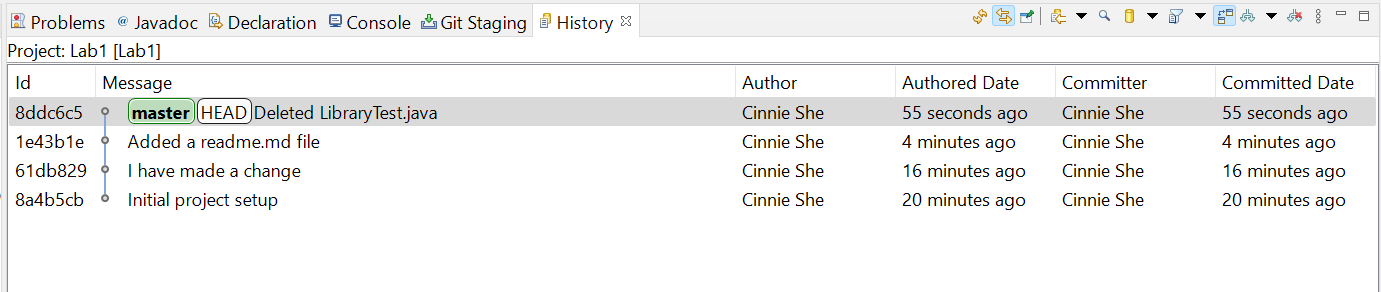 Problems @ Javadoc Declaration Console Git Staging History
Project: Lab1 [Lab1]
Id Message Author Authored Date Committer Committed Date
8ddc6c5 master HEAD Deleted LibraryTest.java Cinnie She 55 seconds ago Cinnie She 55 seconds ago
1e43b1e Added a readme.md file Cinnie She 4 minutes ago Cinnie She 4 minutes ago
61db829 I have made a change Cinnie She 16 minutes ago Cinnie She 16 minutes ago
8a4b5cb Initial project setup Cinnie She 20 minutes ago Cinnie She 20 minutes ago